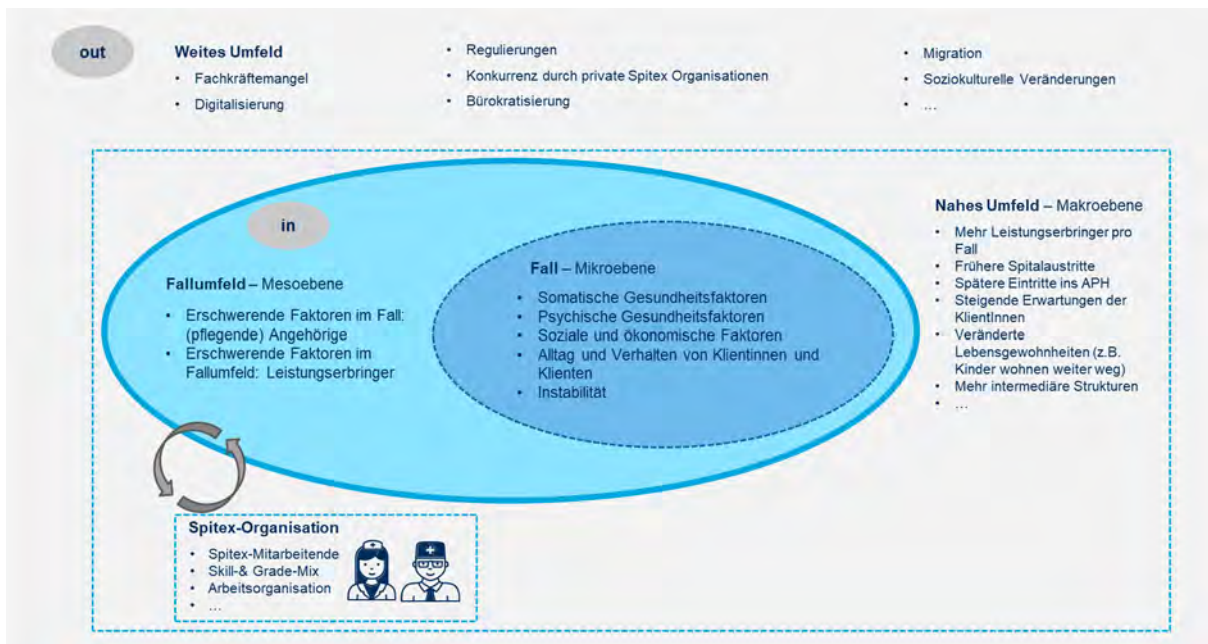 out
Weites Umfeld
• Fachkräftemangel
• Digitalisierung
• Regulierungen
• Konkurrenz durch private Spitex Organisationen
• Bürokratisierung
• Migration
• Soziokulturelle Veränderungen
• ...
in
Fallumfeld – Mesoebene
• Erschwerende Faktoren im Fall:
(pflegende) Angehörige
• Erschwerende Faktoren im
Fallumfeld: Leistungserbringer
Fall – Mikroebene
• Somatische Gesundheitsfaktoren
• Psychische Gesundheitsfaktoren
• Soziale und ökonomische Faktoren
• Alltag und Verhalten von Klientinnen und
Klienten
• Instabilität
Nahes Umfeld – Makroebene
• Mehr Leistungserbringer pro
Fall
• Frühere Spitalaustritte
• Spätere Eintritte ins APH
• Steigende Erwartungen der
KlientInnen
• Veränderte
Lebensgewohnheiten (z.B.
Kinder wohnen weiter weg)
• Mehr intermediäre Strukturen
• ...
Spitex-Organisation
• Spitex-Mitarbeitende
• Skill-& Grade-Mix
• Arbeitsorganisation
• ...